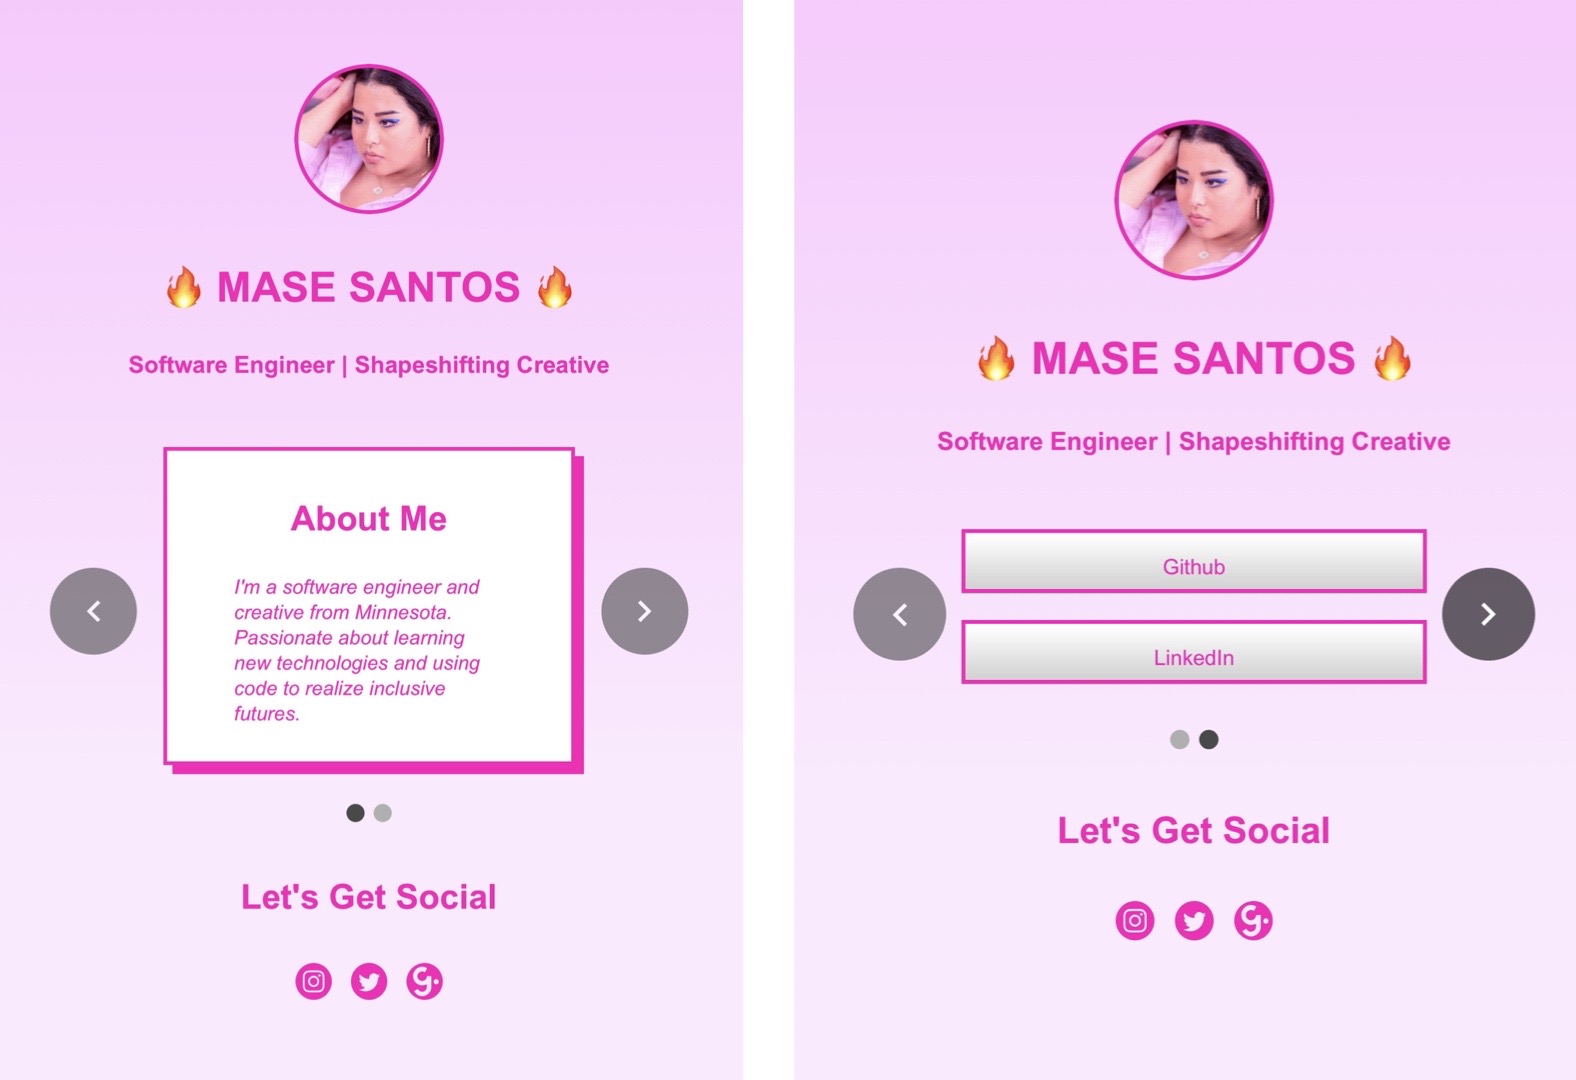 🔥 MASE SANTOS 🔥
Software Engineer | Shapeshifting Creative
About Me
I'm a software engineer and
creative from Minnesota.
Passionate about learning
new technologies and using
code to realize inclusive
futures.
Let's Get Social
g.
🔥 MASE SANTOS 🔥
Software Engineer | Shapeshifting Creative
Github
LinkedIn
Let's Get Social
g.